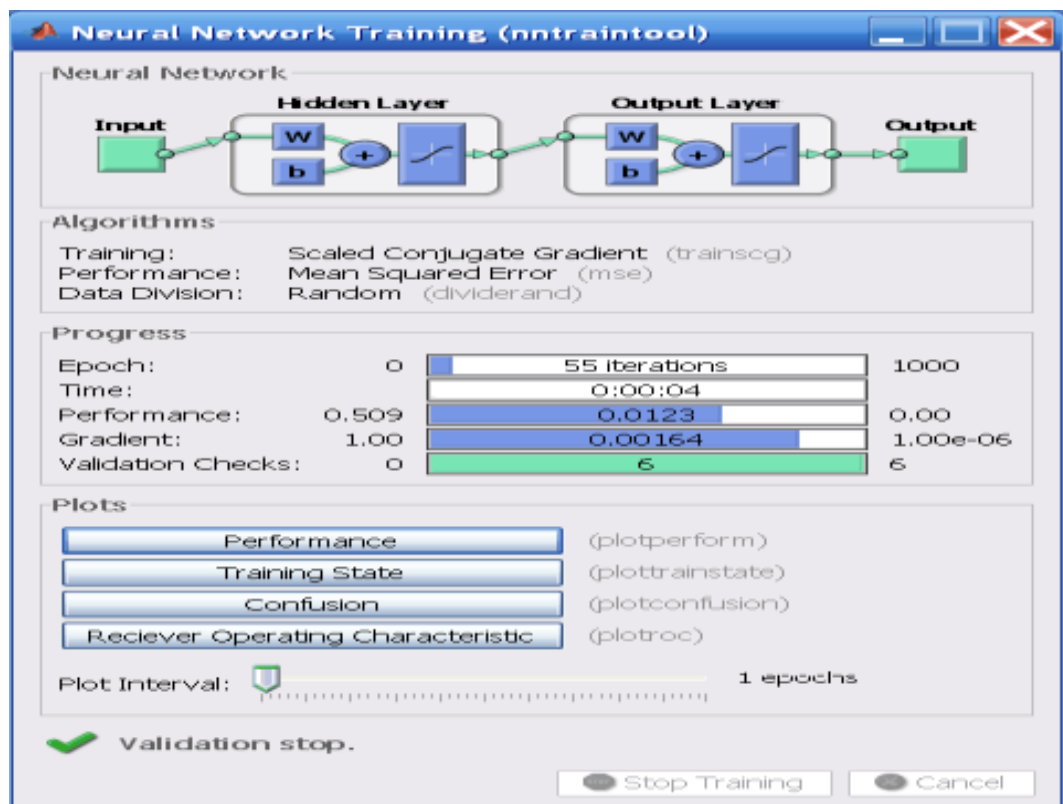 Neural Network Training (nntraintool)
Neural Network
Hidden Layer Output Layer
Input Output
W W
b b
+ +
Algorithms
Training: Scaled Conjugate Gradient (trainscg)
Performance: Mean Squared Error (mse)
Data Division: Random (dividerand)
Progress
Epoch: 0 55 iterations 1000
Time: 0:00:04
Performance: 0.509 0.0123 0.00
Gradient: 1.00 0.00164 1.00e-06
Validation Checks: 0 6 6
Plots
Performance (plotperform)
Training State (plottrainstate)
Confusion (plotconfusion)
Reciever Operating Characteristic (plotroc)
Plot Interval: 1 epochs
Validation stop.
Stop Training Cancel